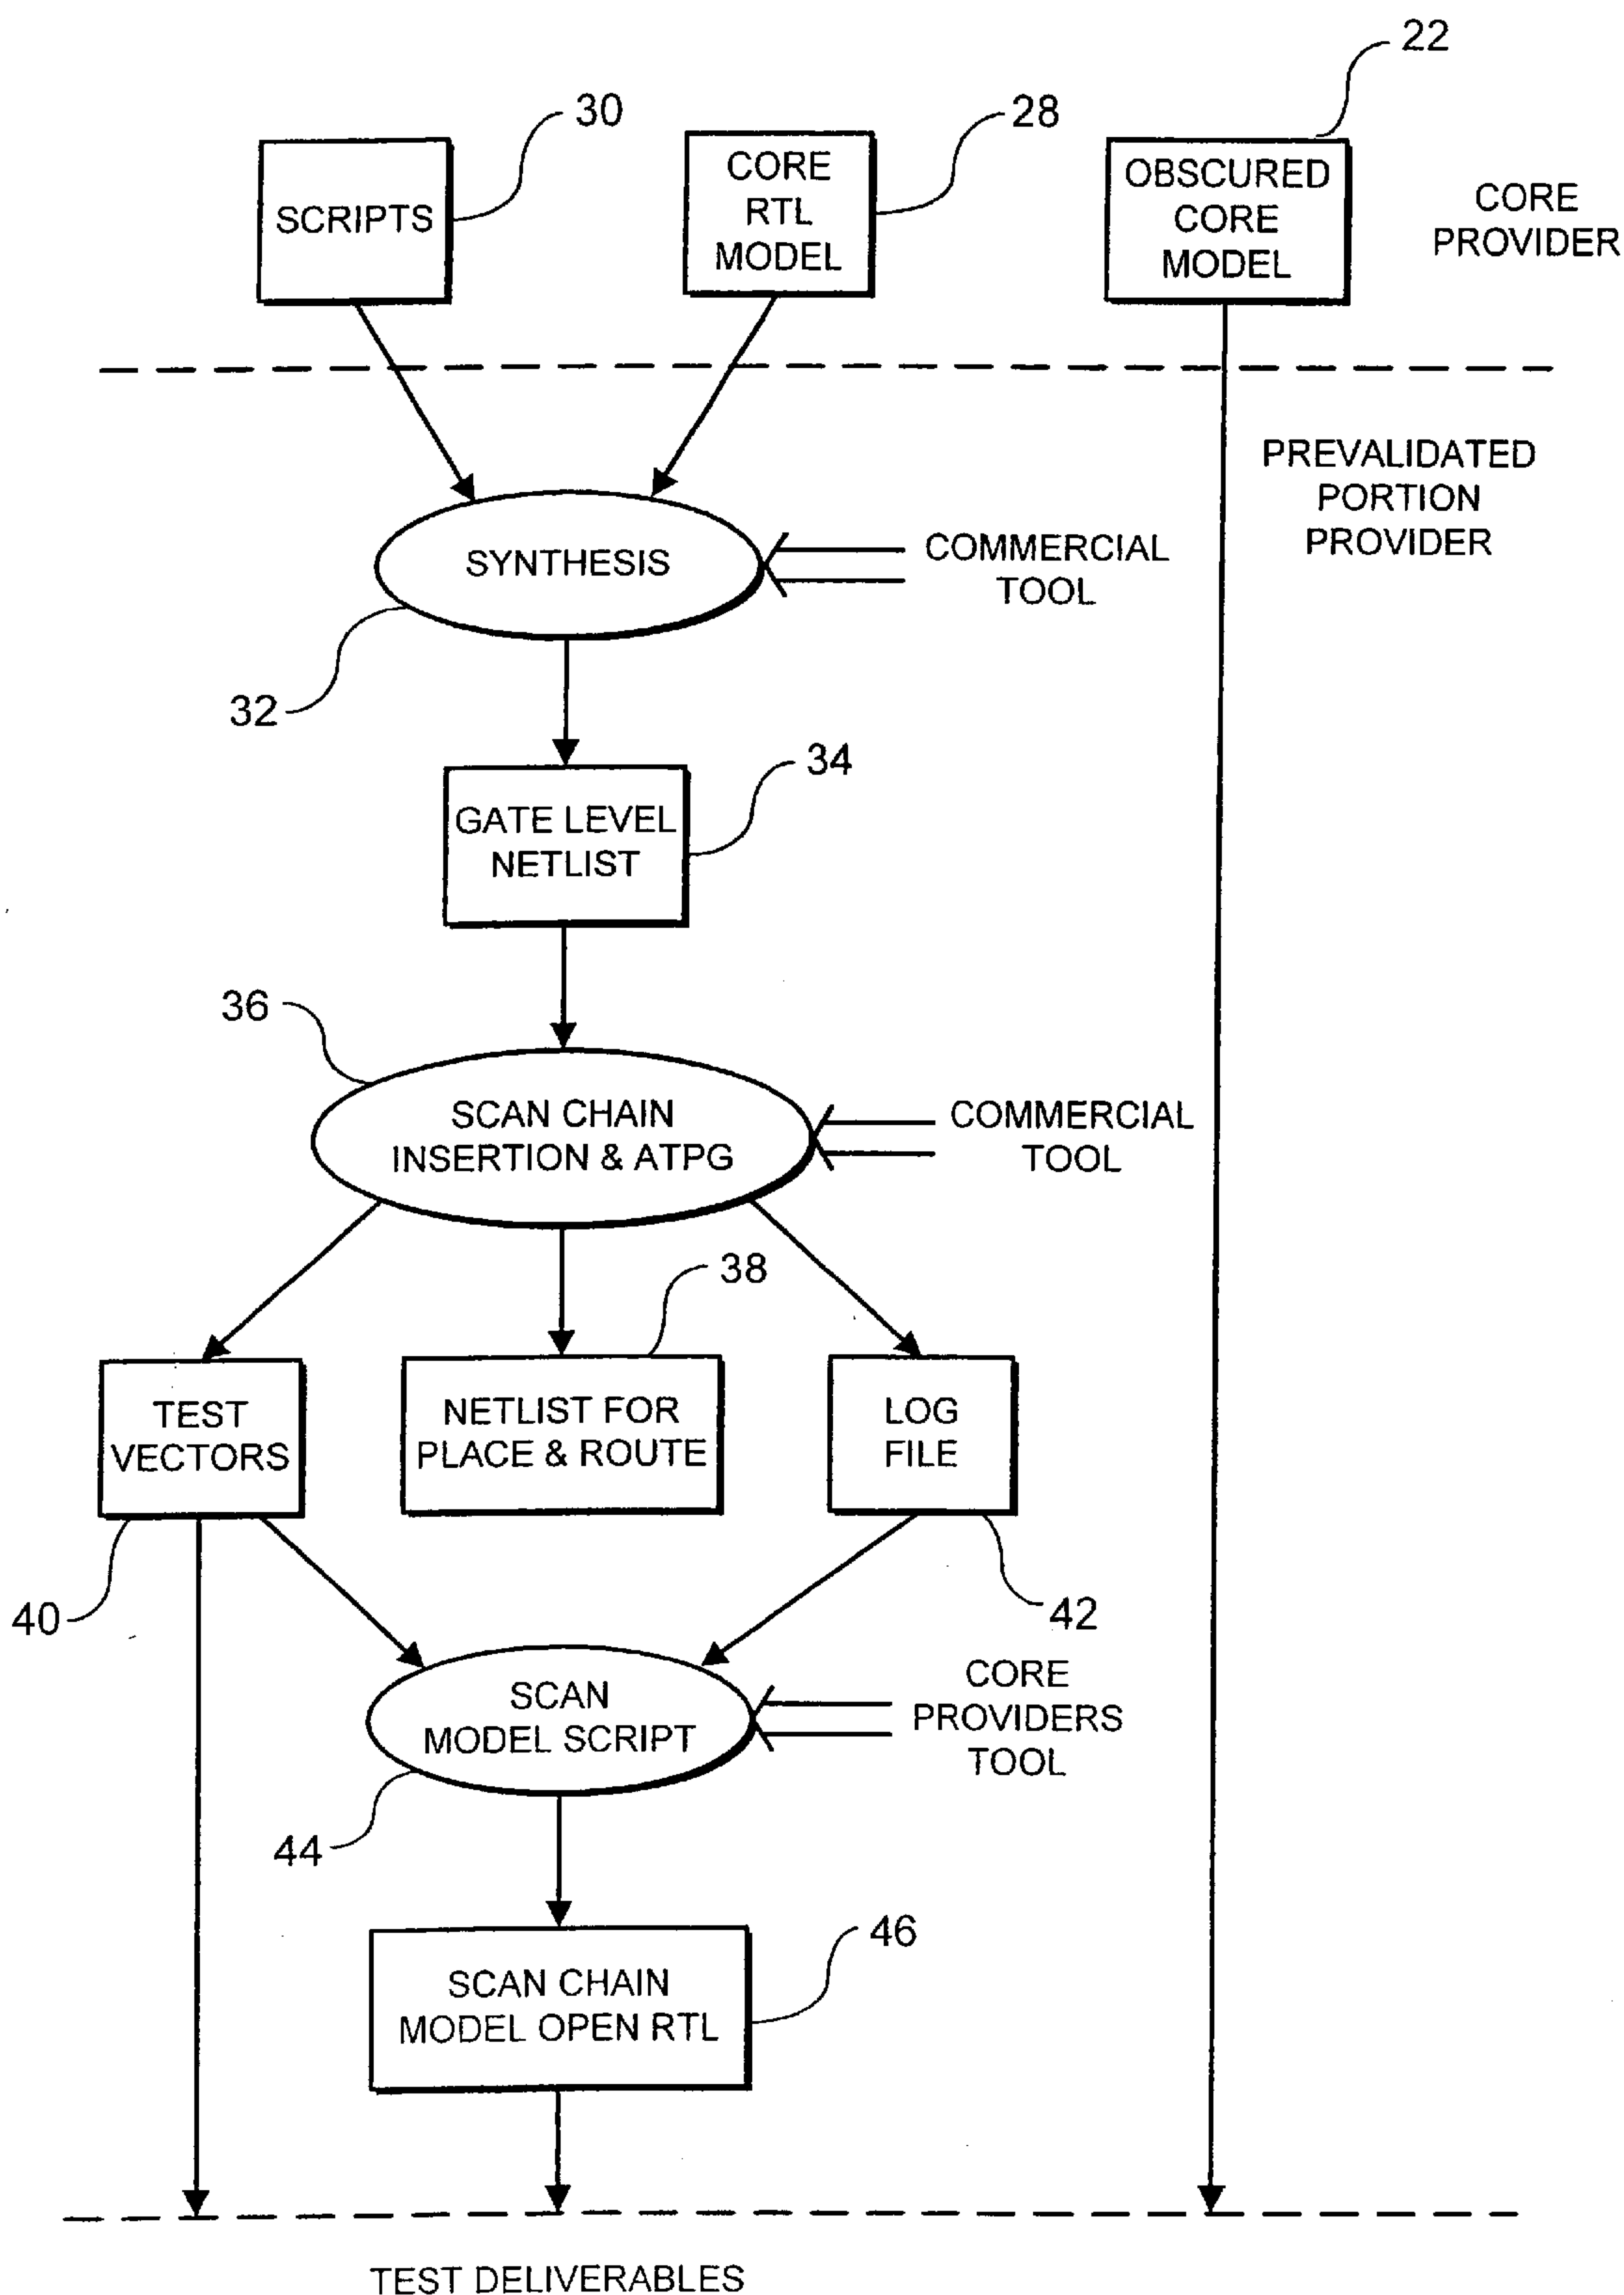 22
30
28
SCRIPTS
CORE
RTL
MODEL
OBSCURED
CORE
MODEL
CORE
PROVIDER
PREVALIDATED
PORTION
PROVIDER
SYNTHESIS
COMMERCIAL
TOOL
32
34
GATE LEVEL
NETLIST
36
SCAN CHAIN
INSERTION & ATPG
COMMERCIAL
TOOL
38
TEST
VECTORS
NETLIST FOR
PLACE & ROUTE
LOG
FILE
40
42
SCAN
MODEL SCRIPT
CORE
PROVIDERS
TOOL
44
46
SCAN CHAIN
MODEL OPEN RTL
TEST DELIVERABLES